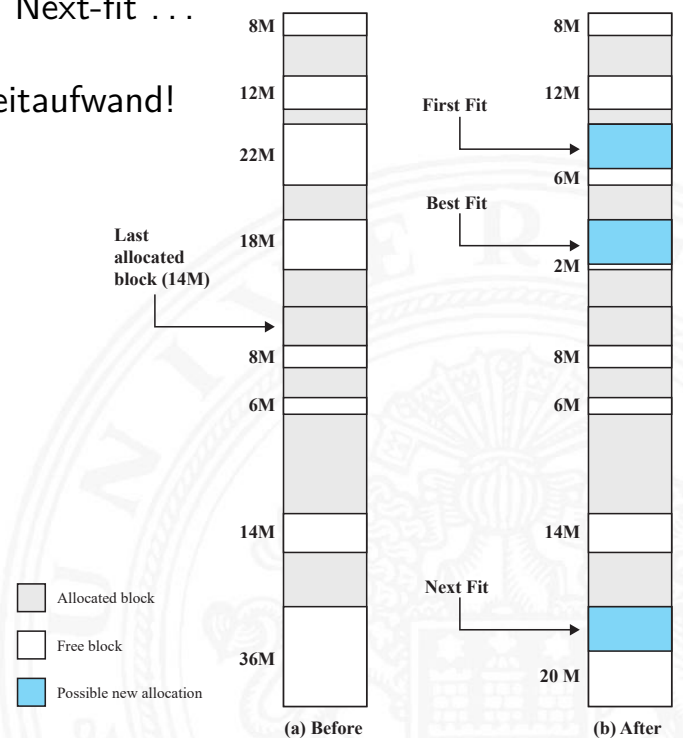 Next-fit ...
eitaufwand!
8M
12M
22M
18M
Last
allocated
block (14M)
8M
6M
14M
36M
Allocated block
Free block
Possible new allocation
(a) Before
8M
12M
First Fit
6M
Best Fit
2M
8M
6M
14M
Next Fit
20 M
(b) After
UNIVER